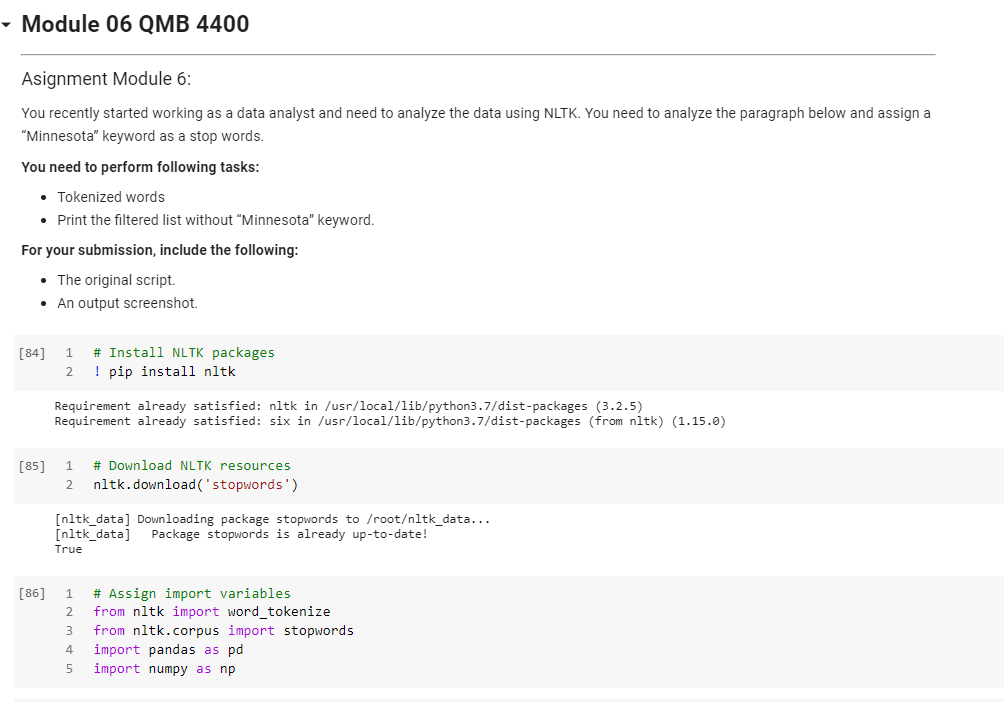 Module 06 QMB 4400
Asignment Module 6:
You recently started working as a data analyst and need to analyze the data using NLTK. You need to analyze the paragraph below and assign a
“Minnesota” keyword as a stop words.
You need to perform following tasks:
• Tokenized words
• Print the filtered list without “Minnesota” keyword.
For your submission, include the following:
• The original script.
• An output screenshot.
[84] 1 # Install NLTK packages
2 ! pip install nltk
Requirement already satisfied: nltk in /usr/local/lib/python3.7/dist-packages (3.2.5)
Requirement already satisfied: six in /usr/local/lib/python3.7/dist-packages (from nltk) (1.15.0)
[85] 1 # Download NLTK resources
2 nltk.download('stopwords')
[nltk_data] Downloading package stopwords to /root/nltk_data...
[nltk_data]   Package stopwords is already up-to-date!
True
[86] 1 # Assign import variables
2 from nltk import word_tokenize
3 from nltk.corpus import stopwords
4 import pandas as pd
5 import numpy as np